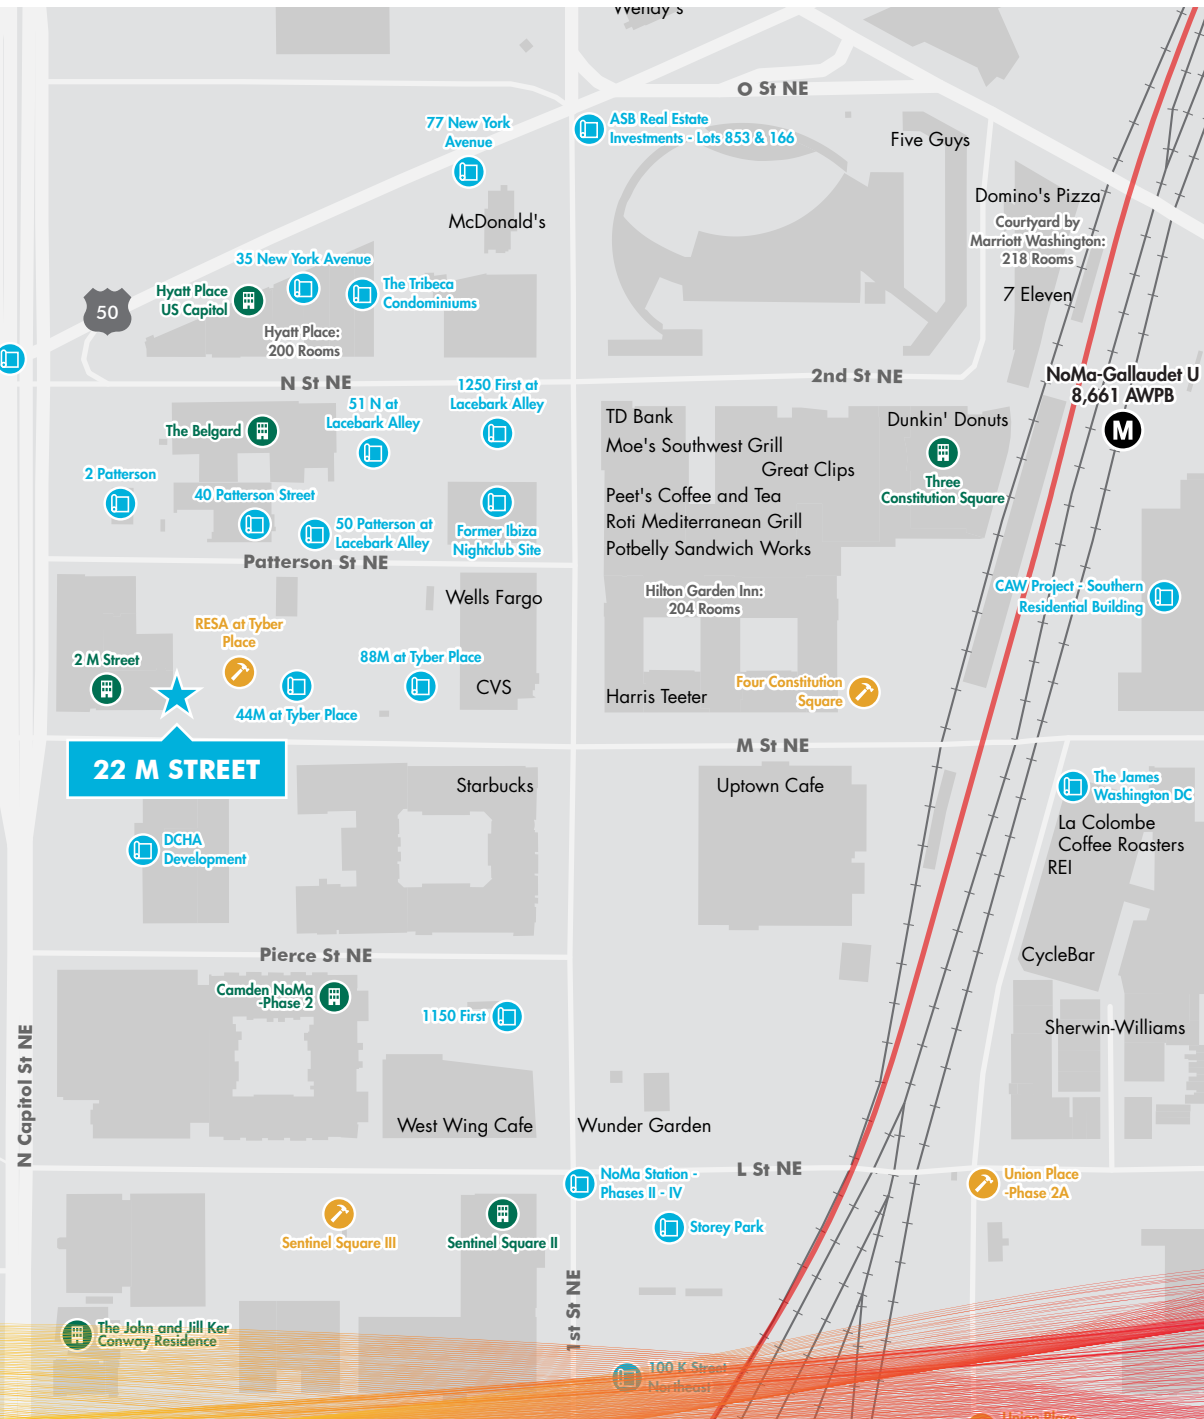 Wendy's
O St NE
77 New York
Avenue
ASB Real Estate
Investments - Lots 853 & 166
Five Guys
McDonald's
Domino's Pizza
Courtyard by
Marriott Washington:
218 Rooms
7 Eleven
35 New York Avenue
Hyatt Place
US Capitol
The Tribeca
Condominiums
50
Hyatt Place:
200 Rooms
N St NE
2nd St NE
NoMa-Gallaudet U
8,661 AWPB
M
1250 First at
Lacebark Alley
51 N at
Lacebark Alley
The Belgard
TD Bank
Moe's Southwest Grill
Great Clips
Dunkin' Donuts
Three
Constitution Square
2 Patterson
40 Patterson Street
50 Patterson at
Lacebark Alley
Former Ibiza
Nightclub Site
Peet's Coffee and Tea
Roti Mediterranean Grill
Potbelly Sandwich Works
Patterson St NE
Wells Fargo
Hilton Garden Inn:
204 Rooms
CAW Project - Southern
Residential Building
RESA at Tyber
Place
2 M Street
88M at Tyber Place
CVS
44M at Tyber Place
Harris Teeter
Four Constitution
Square
M St NE
22 M STREET
Starbucks
Uptown Cafe
The James
Washington DC
La Colombe
Coffee Roasters
REI
DCHA
Development
Pierce St NE
CycleBar
Camden NoMa
-Phase 2
1150 First
Sherwin-Williams
N Capitol St NE
West Wing Cafe
Wunder Garden
L St NE
NoMa Station -
Phases II - IV
Union Place
-Phase 2A
Storey Park
Sentinel Square III
Sentinel Square II
1st St NE
The John and Jill Ker
Conway Residence
100 K Street
Northeast